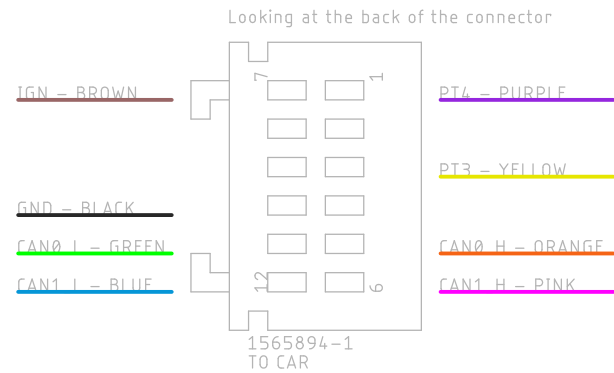 Looking at the back of the connector
7 1
IGN - BROWN
PT4 - PURPLE
PT3 - YELLOW
GND - BLACK
CAN0 L - GREEN
CAN0 H - ORANGE
CAN1 L - BLUE
CAN1 H - PINK
12 6
1565894-1
TO CAR